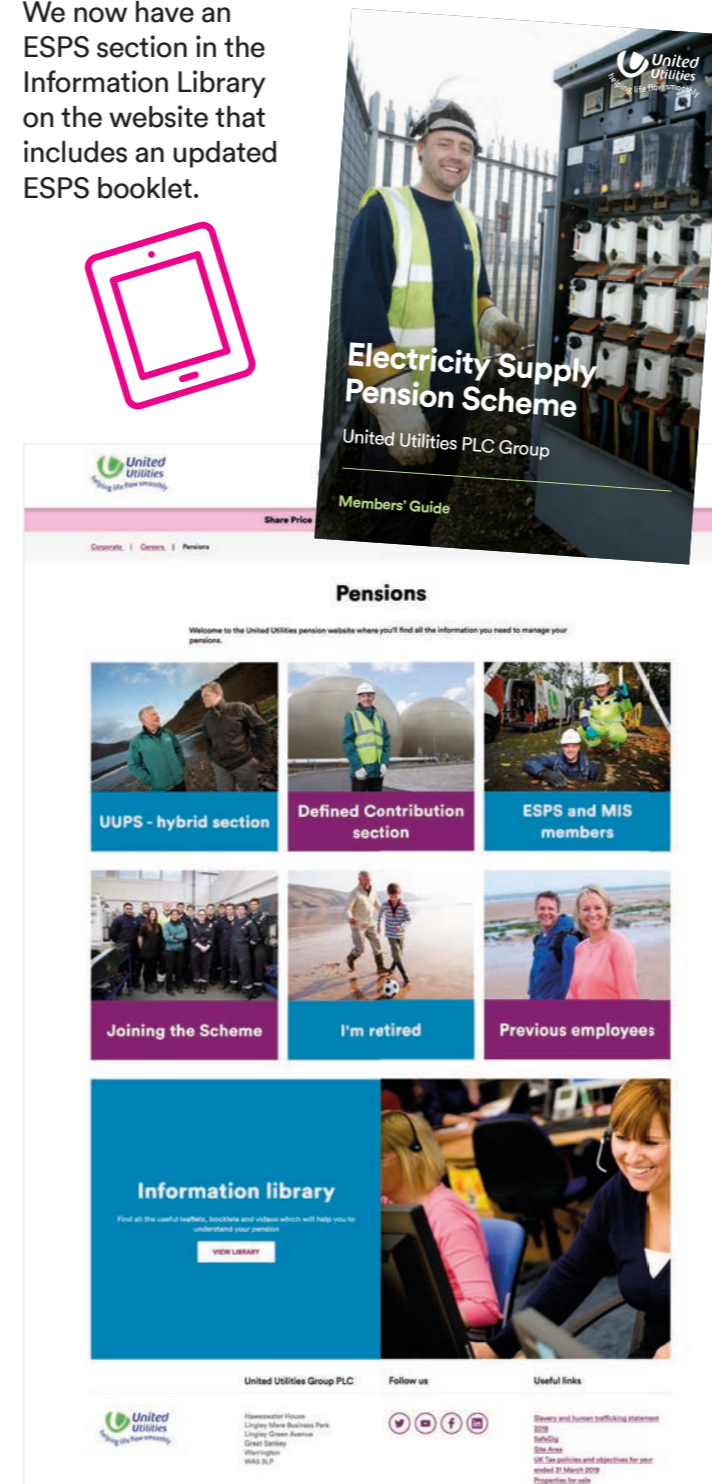 We now have an
ESPS section in the
Information Library
on the website that
includes an updated
ESPS booklet.
United
Utilities
helping life flow smoothly
Electricity Supply
Pension Scheme
United Utilities PLC Group
Members' Guide
United
Utilities
helping life flow smoothly
Share Price
Corporate | Careers | Pensions
Pensions
Welcome to the United Utilities pension website where you'll find all the information you need to manage your
pensions.
UUPS - hybrid section
Defined Contribution
section
ESPS and MIS
members
Joining the Scheme
I'm retired
Previous employees
Information library
Find all the useful leaflets, booklets and videos which will help you to
understand your pension
VIEW LIBRARY
United Utilities
helping life flow smoothly
United Utilities Group PLC
Haweswater House
Lingley Mere Business Park
Lingley Green Avenue
Great Sankey
Warrington
WA5 3LP
Follow us
Useful links
Slavery and human trafficking statement
2018
SafeDig
Site Area
UK Tax policies and objectives for year
ended 31 March 2019
Properties for sale